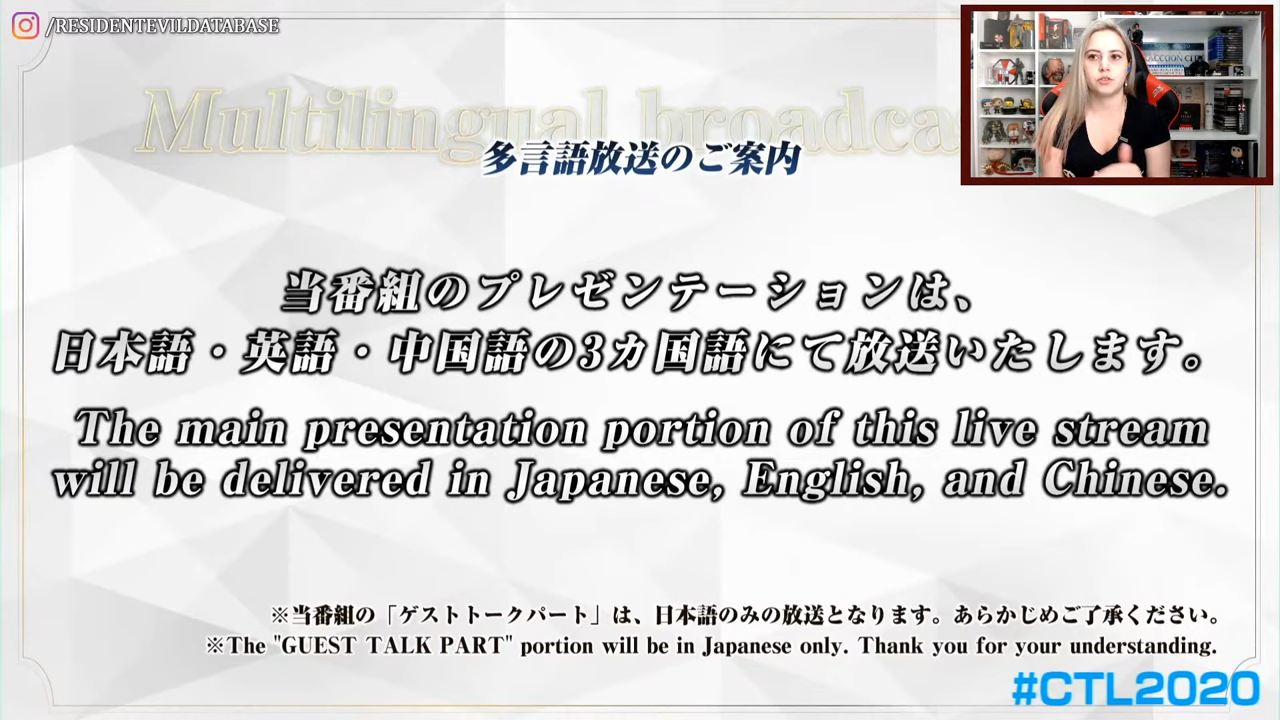 /RESIDENTEVILDATABASE
Multilingual broadca
多言語放送のご案内
RACCOON CITY
当番組のプレゼンテーションは、
日本語・英語・中国語の3カ国語にて放送いたします。
The main presentation portion of this live stream
will be delivered in Japanese, English, and Chinese.
※当番組の「ゲストトークパート」は、日本語のみの放送となります。あらかじめご了承ください。
※The "GUEST TALK PART" portion will be in Japanese only. Thank you for your understanding.
#CTL2020